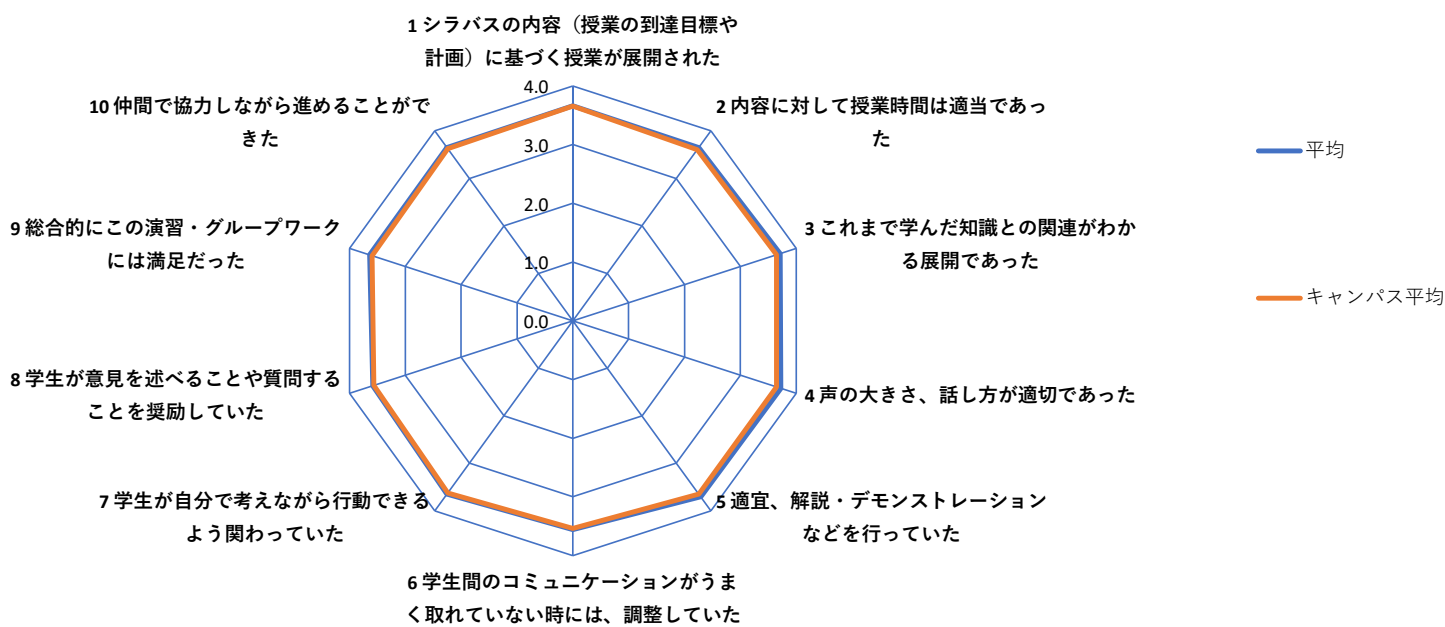 1 シラバスの内容（授業の到達目標や
計画）に基づく授業が展開された
2 内容に対して授業時間は適当であっ
た
3 これまで学んだ知識との関連がわか
る展開であった
4 声の大きさ、話し方が適切であった
5 適宜、解説・デモンストレーション
などを行っていた
6 学生間のコミュニケーションがうま
く取れていない時には、調整していた
7 学生が自分で考えながら行動できる
よう関わっていた
8 学生が意見を述べることや質問する
ことを奨励していた
9 総合的にこの演習・グループワーク
には満足だった
10 仲間で協力しながら進めることがで
きた
4.0
3.0
2.0
1.0
0.0
平均
キャンパス平均